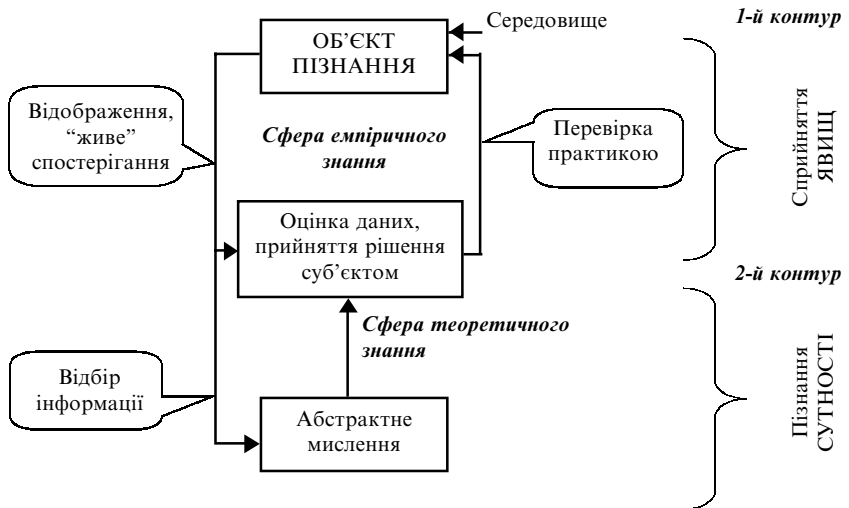 Середовище
1-й контур
ОБ’ЄКТ
ПІЗНАННЯ
Відображення,
“живе”
спостерігання
Сфера емпіричного
знання
Перевірка
практикою
Сприйняття
ЯВИЩ
Оцінка даних,
прийняття рішення
суб’єктом
2-й контур
Сфера теоретичного
знання
Відбір
інформації
Абстрактне
мислення
Пізнання
СУТНОСТІ